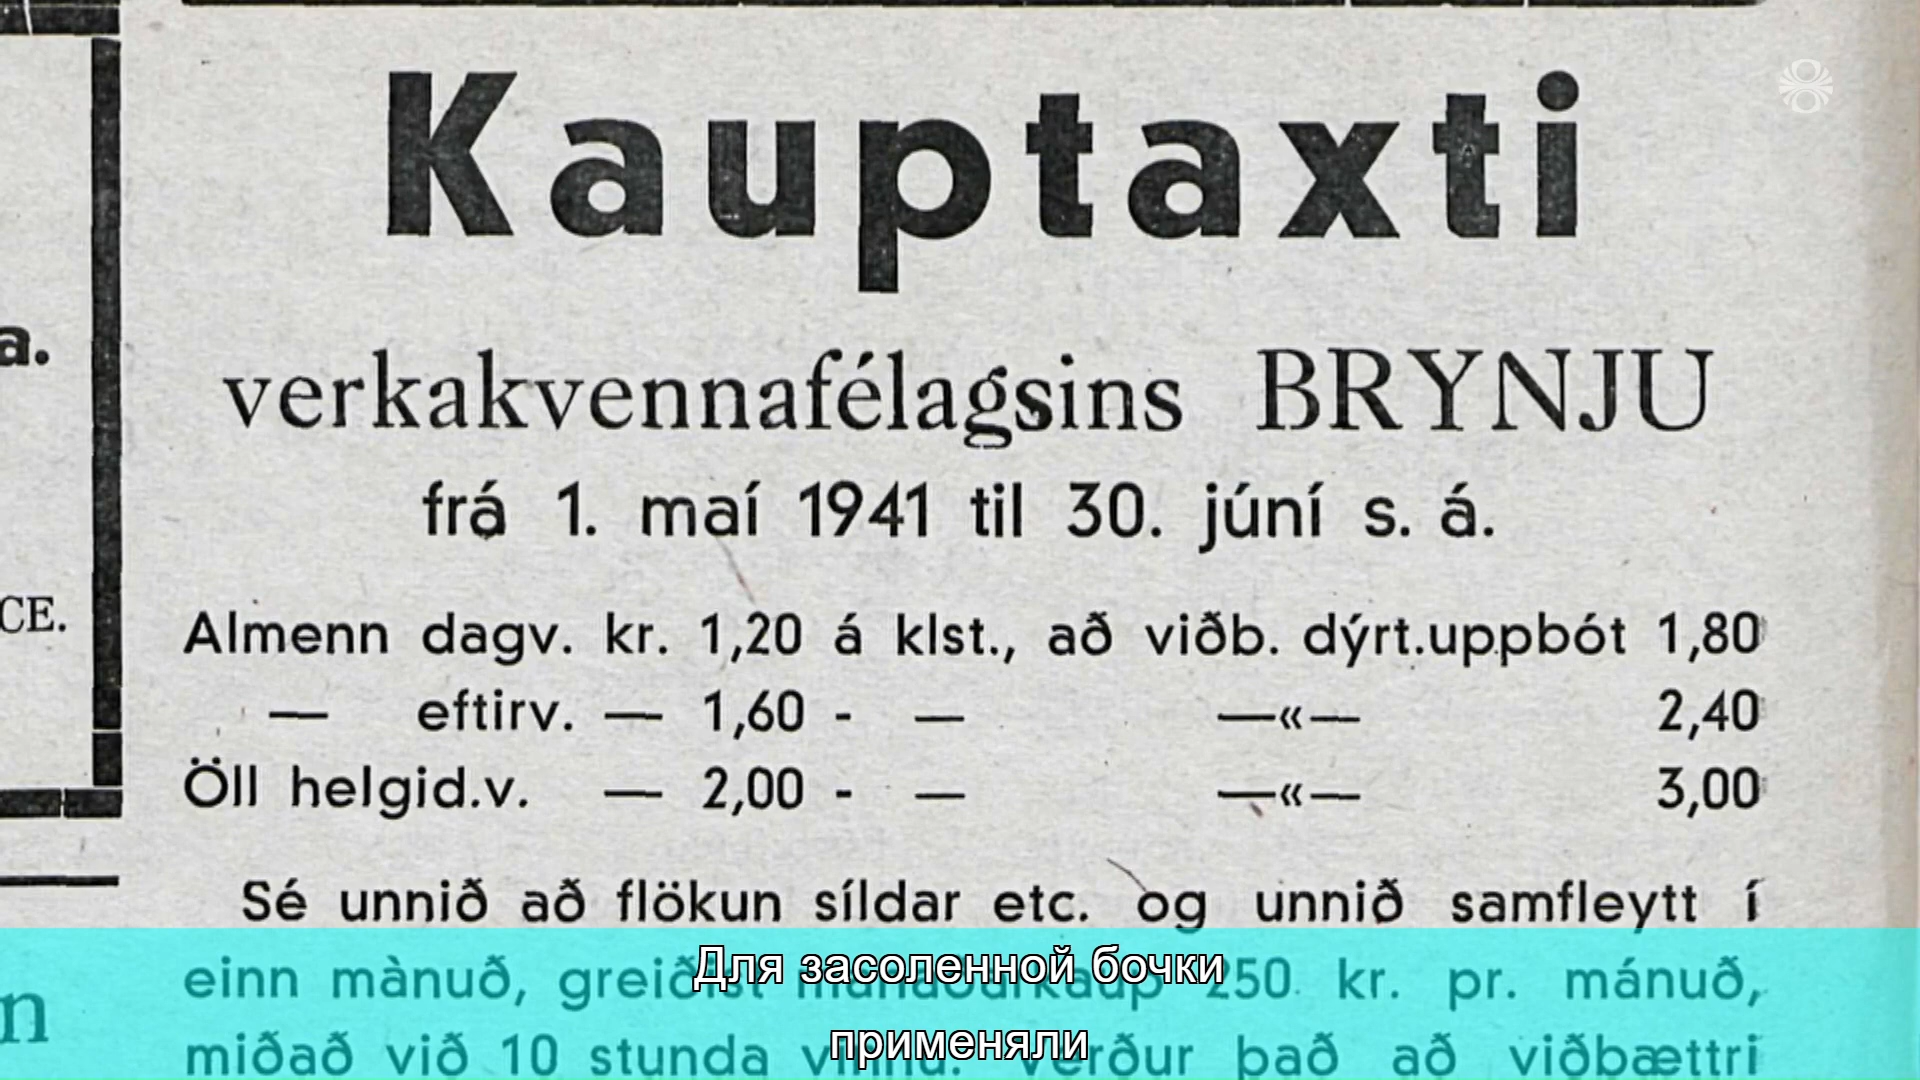 Kauptaxti
a.
verkakvennafélagsins BRYNJU
frá 1. maí 1941 til 30. júní s. á.
CE.
Almenn dagv. kr. 1,20 á klst., að viðb. dýrt.uppbót 1,80
— eftirv. — 1,60 - — —«— 2,40
Öll helgid.v. — 2,00 - — —«— 3,00
Sé unnið að flökun síldar etc. og unnið samfleytt í
einn mànuð, greiðist mánaðarkaup 250 kr. pr. mánuð,
Для засоленной бочки
n
miðað við 10 stunda vinnu. Verður það að viðbættri
применяли